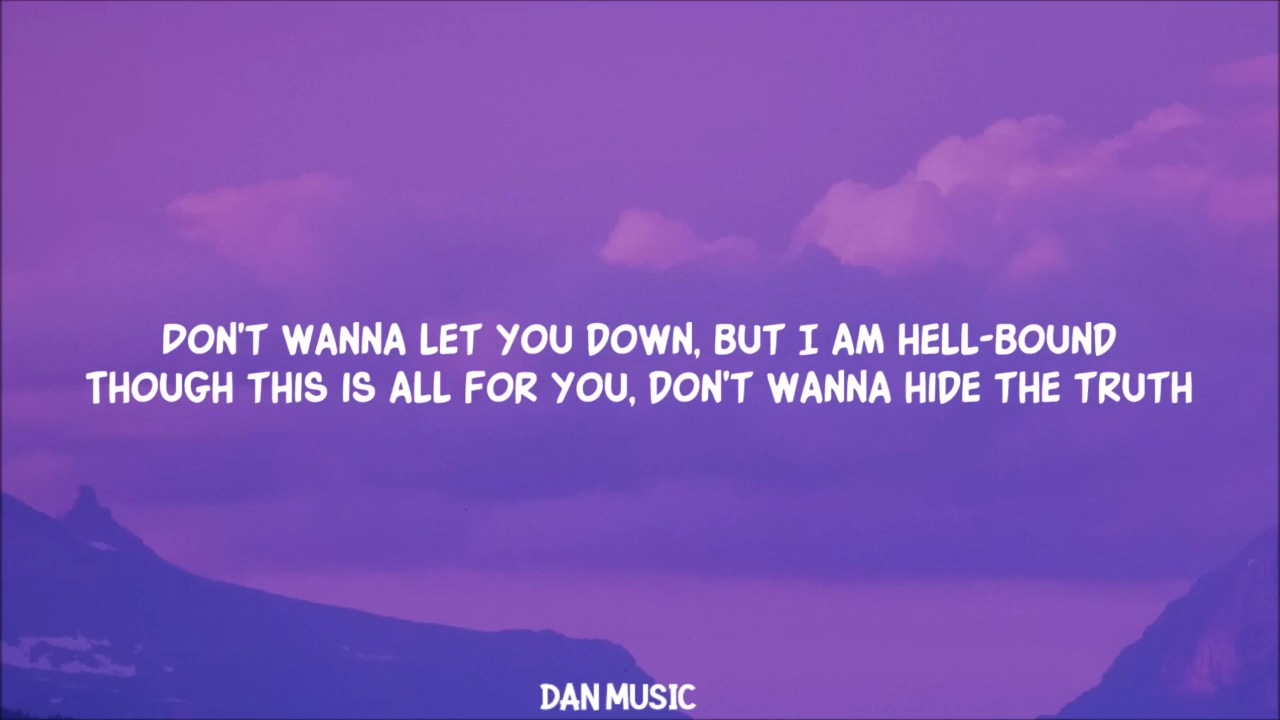 DON'T WANNA LET YOU DOWN, BUT I AM HELL-BOUND
THOUGH THIS IS ALL FOR YOU, DON'T WANNA HIDE THE TRUTH
DAN MUSIC